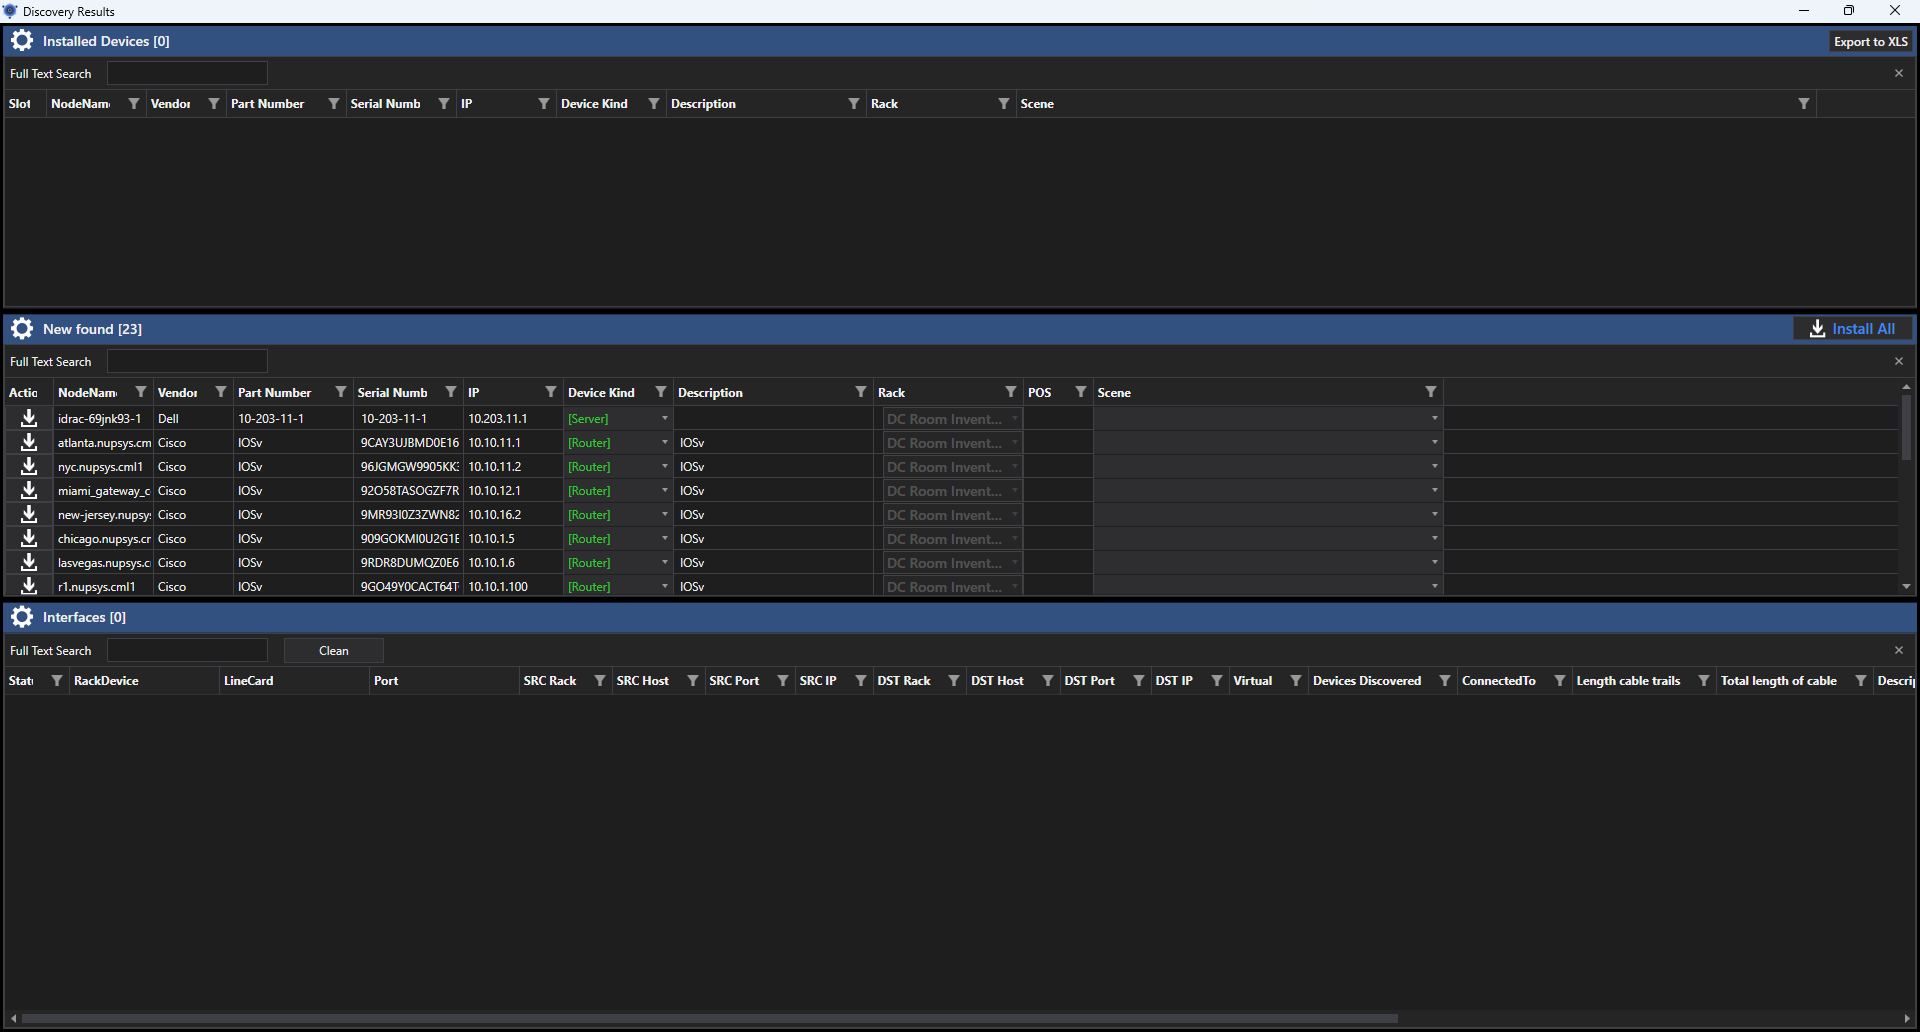 Discovery Results
Installed Devices [0] Export to XLS
Full Text Search
Slot NodeNam Vendor Part Number Serial Numb IP Device Kind Description Rack Scene
New found [23] Install All
Full Text Search
Actic NodeNam Vendor Part Number Serial Numb IP Device Kind Description Rack POS Scene
idrac-69jnk93-1 Dell 10-203-11-1 10-203-11-1 10.203.11.1 [Server] DC Room Invent...
atlanta.nupsys.cm Cisco IOSv 9CAY3UJBMD0E16 10.10.11.1 [Router] IOSv DC Room Invent...
nyc.nupsys.cml1 Cisco IOSv 96JGMGW9905KK 10.10.11.2 [Router] IOSv DC Room Invent...
miami_gateway_c Cisco IOSv 92O58TASOGZF7R 10.10.12.1 [Router] IOSv DC Room Invent...
new-jersey.nupsy Cisco IOSv 9MR93I0Z3ZWN82 10.10.16.2 [Router] IOSv DC Room Invent...
chicago.nupsys.cr Cisco IOSv 909GOKMI0U2G1E 10.10.1.5 [Router] IOSv DC Room Invent...
lasvegas.nupsys.c Cisco IOSv 9RDR8DUMQZ0E6 10.10.1.6 [Router] IOSv DC Room Invent...
r1.nupsys.cml1 Cisco IOSv 9GO49Y0CACT64T 10.10.1.100 [Router] IOSv DC Room Invent...
Interfaces [0]
Full Text Search Clean
Statu RackDevice LineCard Port SRC Rack SRC Host SRC Port SRC IP DST Rack DST Host DST Port DST IP Virtual Devices Discovered ConnectedTo Length cable trails Total length of cable Descrip